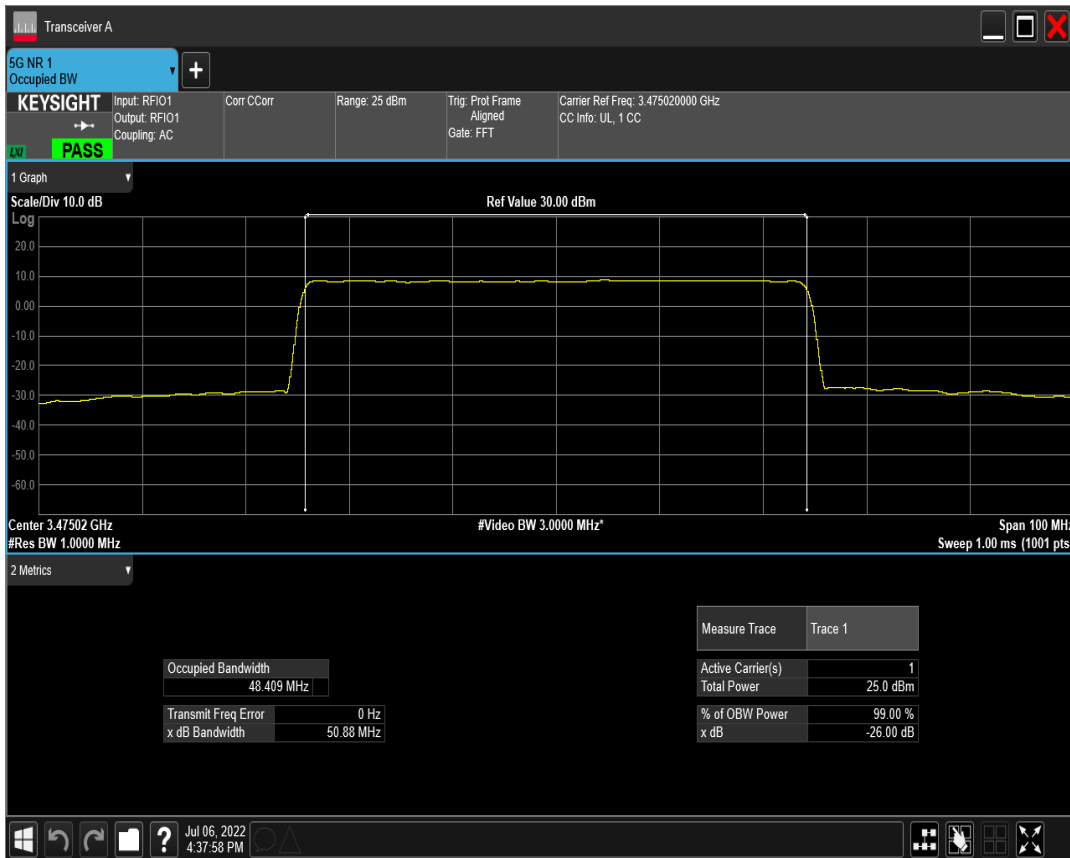 Transceiver A
5G NR 1
Occupied BW
KEYSIGHT
LXI
PASS
Input: RFIO1
Output: RFIO1
Coupling: AC
Corr CCorr
Range: 25 dBm
Trig: Prot Frame
Aligned
Gate: FFT
Carrier Ref Freq: 3.475020000 GHz
CC Info: UL, 1 CC
1 Graph
Scale/Div 10.0 dB
Ref Value 30.00 dBm
Log
20.0
10.0
0.00
-10.0
-20.0
-30.0
-40.0
-50.0
-60.0
Center 3.47502 GHz
#Video BW 3.0000 MHz*
Span 100 MHz
#Res BW 1.0000 MHz
Sweep 1.00 ms (1001 pts
2 Metrics
Measure Trace Trace 1
Occupied Bandwidth
48.409 MHz
Active Carrier(s) 1
Total Power 25.0 dBm
Transmit Freq Error 0 Hz
x dB Bandwidth 50.88 MHz
% of OBW Power 99.00 %
x dB -26.00 dB
?
Jul 06, 2022
4:37:58 PM